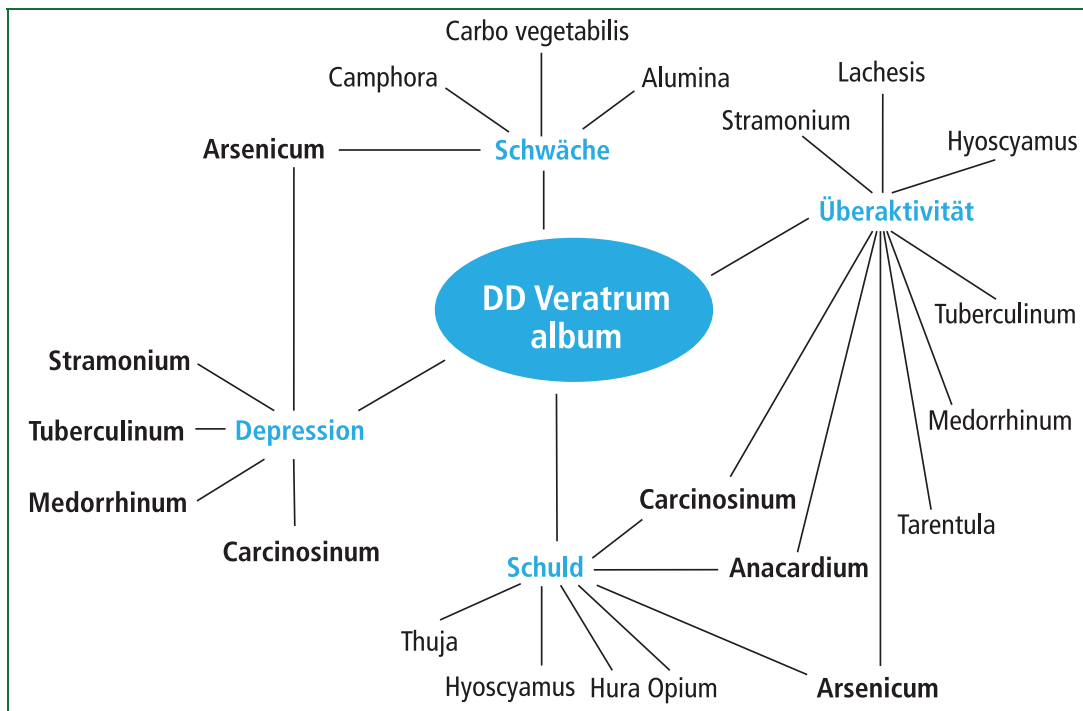 Carbo vegetabilis
Camphora
Alumina
Lachesis
Stramonium
Hyoscyamus
Arsenicum
Schwäche
Überaktivität
DD Veratrum
album
Tuberculinum
Stramonium
Tuberculinum
Depression
Medorrhinum
Medorrhinum
Carcinosinum
Carcinosinum
Tarentula
Schuld
Anacardium
Thuja
Hyoscyamus
Hura Opium
Arsenicum